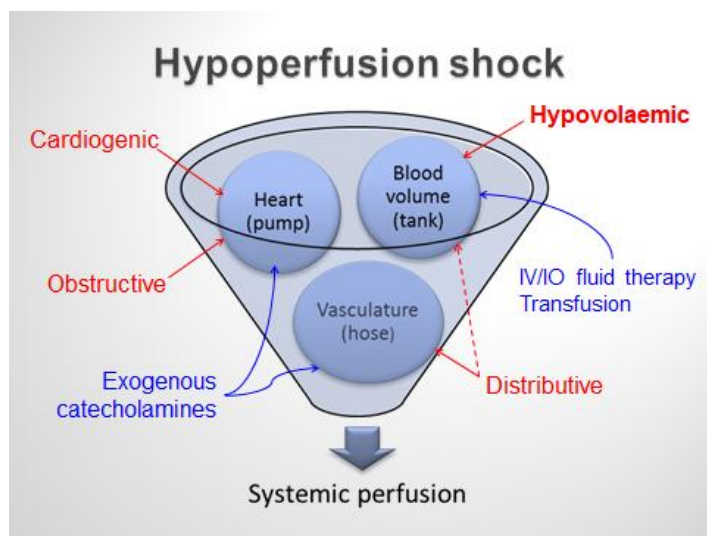 Hypoperfusion shock
Hypovolaemic
Cardiogenic
Blood
volume
(tank)
Heart
(pump)
IV/IO fluid therapy
Transfusion
Obstructive
Vasculature
(hose)
Exogenous
catecholamines
Distributive
Systemic perfusion